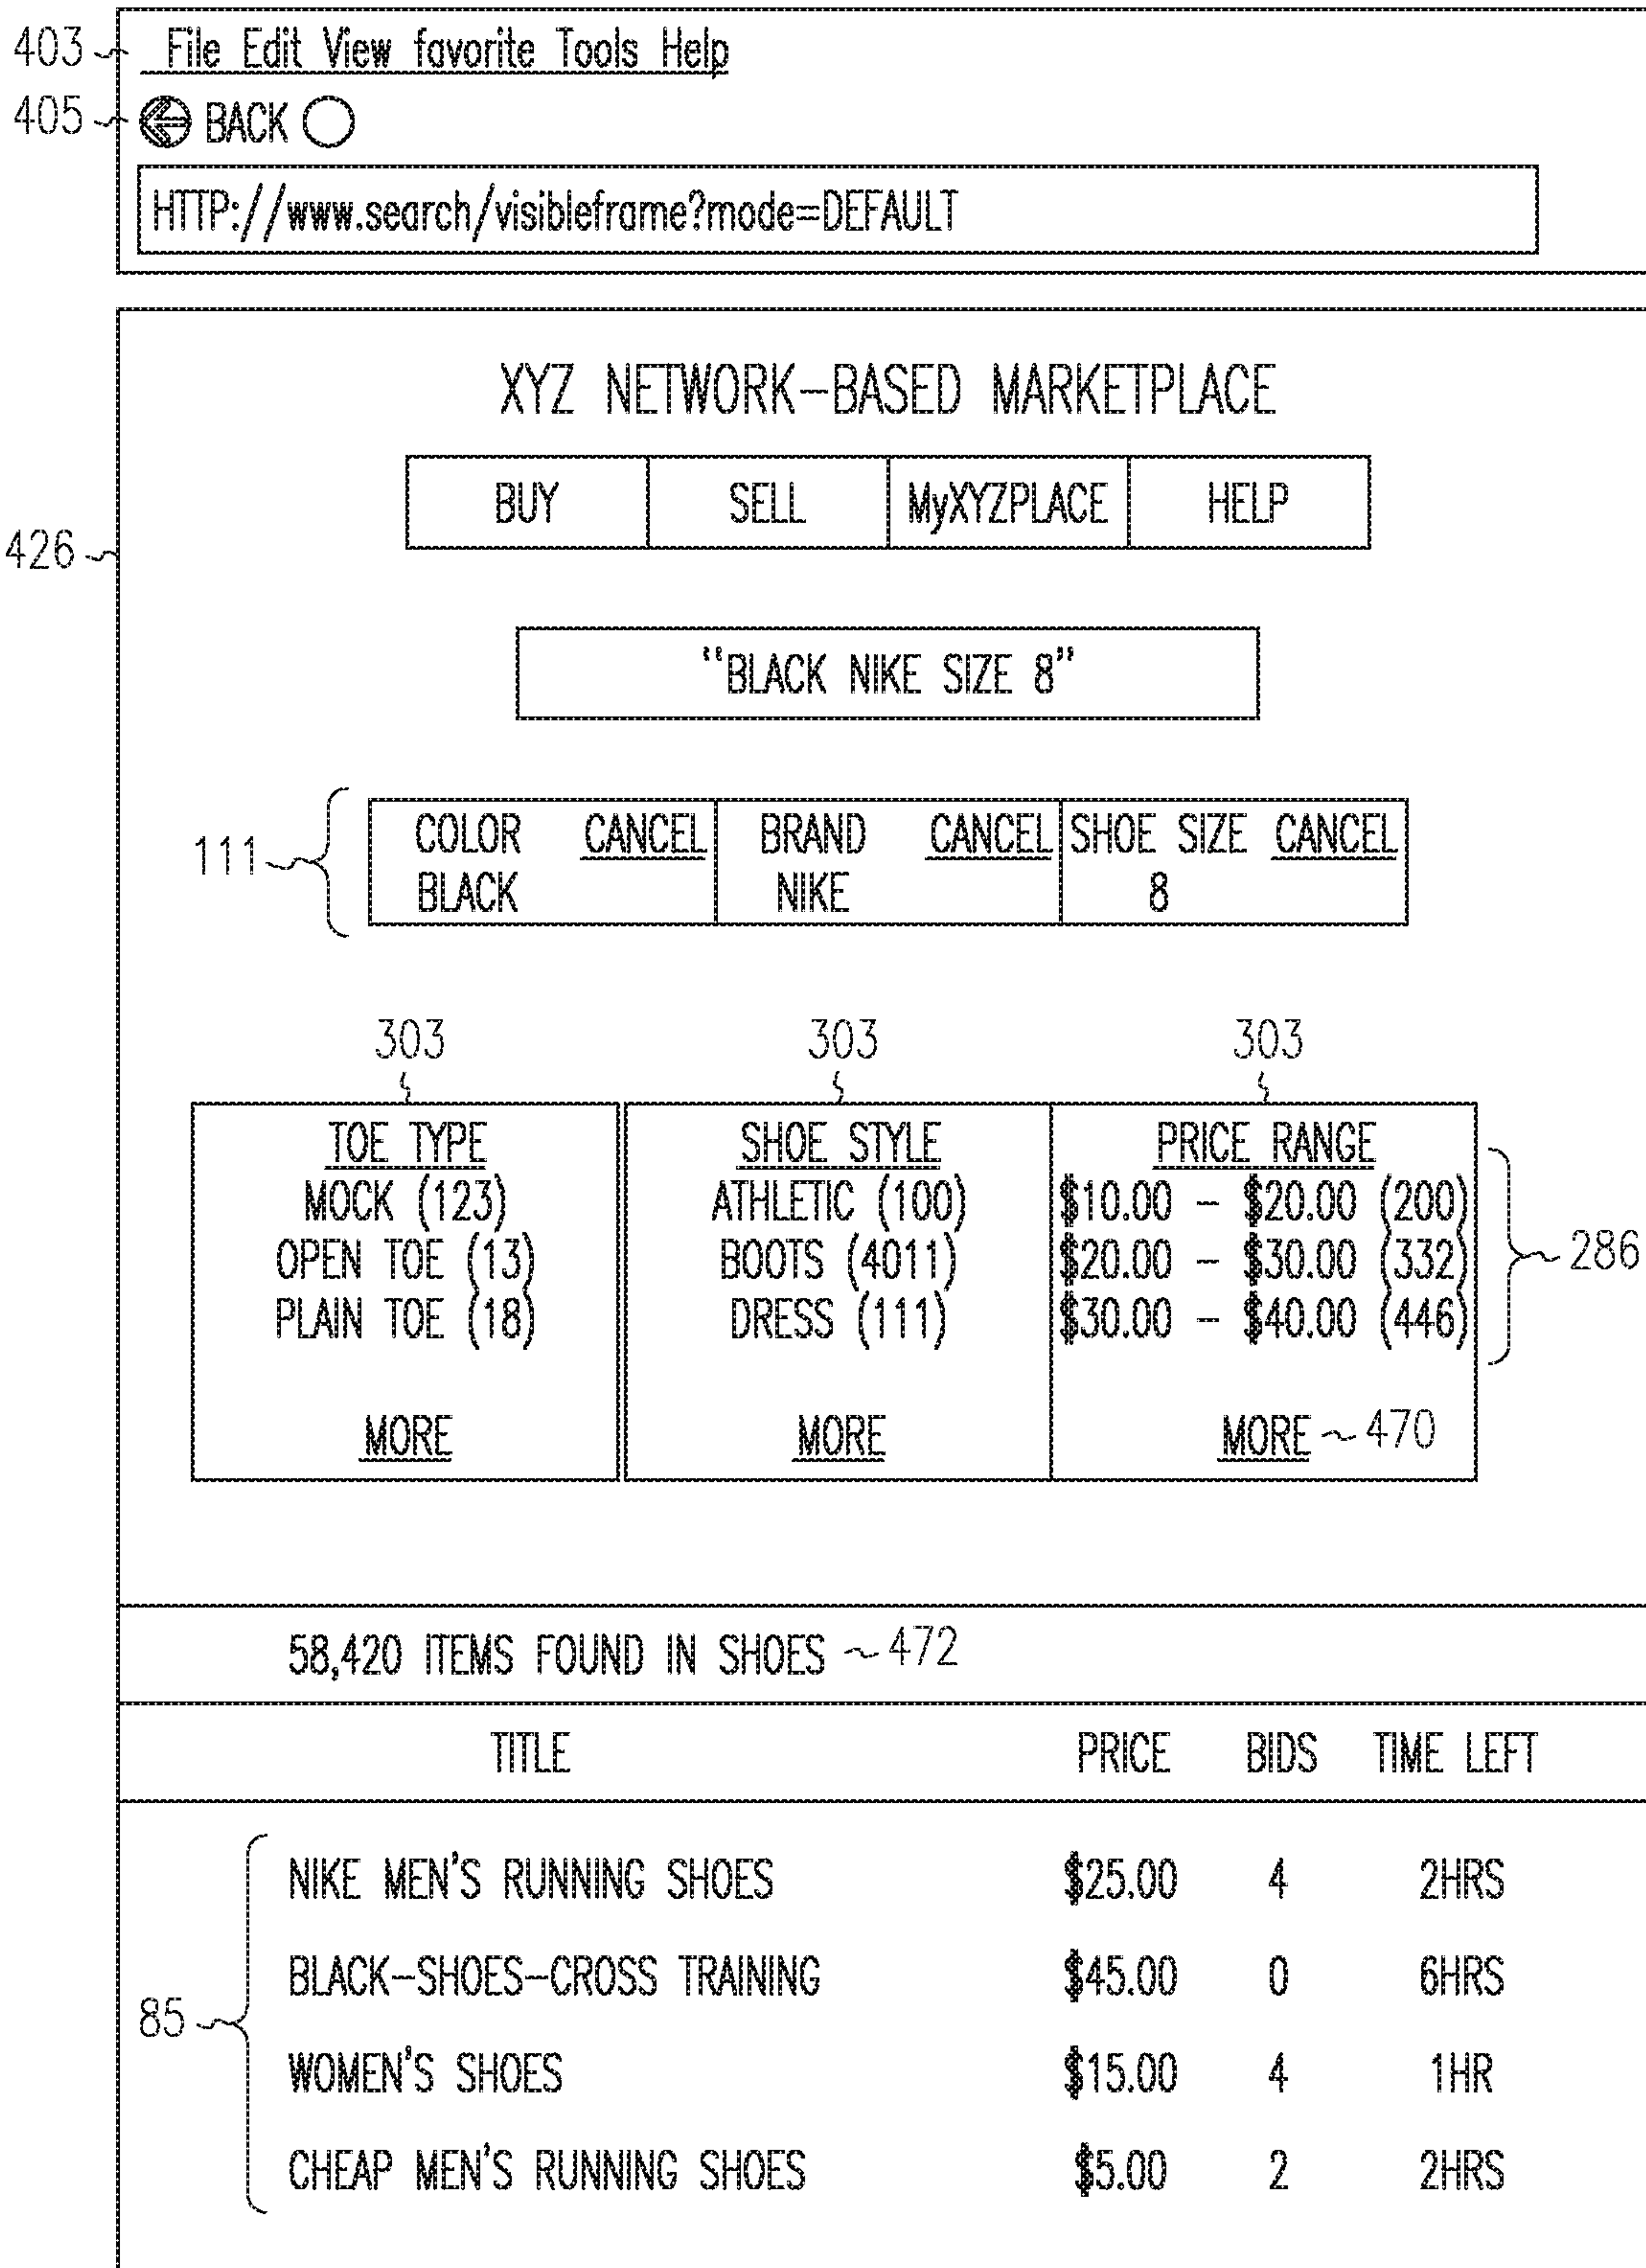 403 File Edit View favorite Tools Help
405 BACK
HTTP://www.search/visibleframe?mode=DEFAULT
XYZ NETWORK-BASED MARKETPLACE
BUY SELL MyXYZPLACE HELP
426
"BLACK NIKE SIZE 8"
COLOR CANCEL BRAND CANCEL SHOE SIZE CANCEL
111
BLACK NIKE 8
303 303 303
TOE TYPE SHOE STYLE PRICE RANGE
MOCK (123) ATHLETIC (100) $10.00 - $20.00 (200)
OPEN TOE (13) BOOTS (4011) $20.00 - $30.00 (332) 286
PLAIN TOE (18) DRESS (111) $30.00 - $40.00 (446)
MORE MORE MORE 470
58,420 ITEMS FOUND IN SHOES 472
TITLE PRICE BIDS TIME LEFT
NIKE MEN'S RUNNING SHOES $25.00 4 2HRS
BLACK-SHOES-CROSS TRAINING $45.00 0 6HRS
85
WOMEN'S SHOES $15.00 4 1HR
CHEAP MEN'S RUNNING SHOES $5.00 2 2HRS